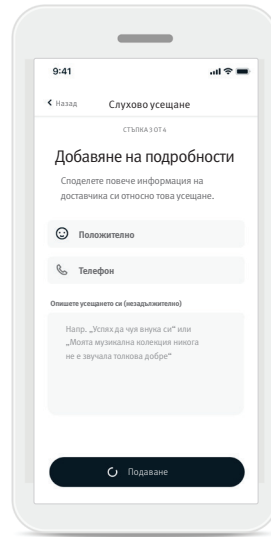 9:41
Назад
Слухово усещане
СТЪПКА 3 ОТ 4
Добавяне на подробности
Споделете повече информация на
доставчика си относно това усещане.
Положително
Телефон
Опишете усещането си (незадължително)
Напр. „Успях да чуя внука си“ или
„Моята музикална колекция никога
не е звучала толкова добре“
Подаване